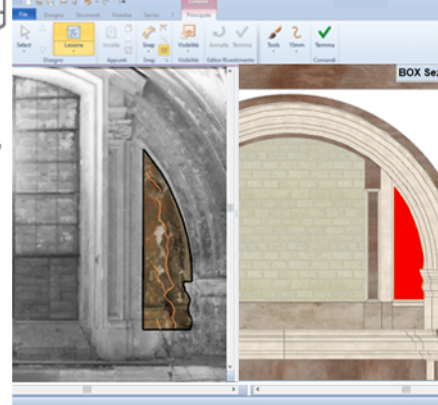 Principale
File Disegno Strumenti Finestra Servizi ?
Select Lesione Incolla Snap Visibilità Annulla Termina Tools 10mm Termina
Disegno Appunti Snap Visibilità Editor Rivestimento Comandi
BOX Sez